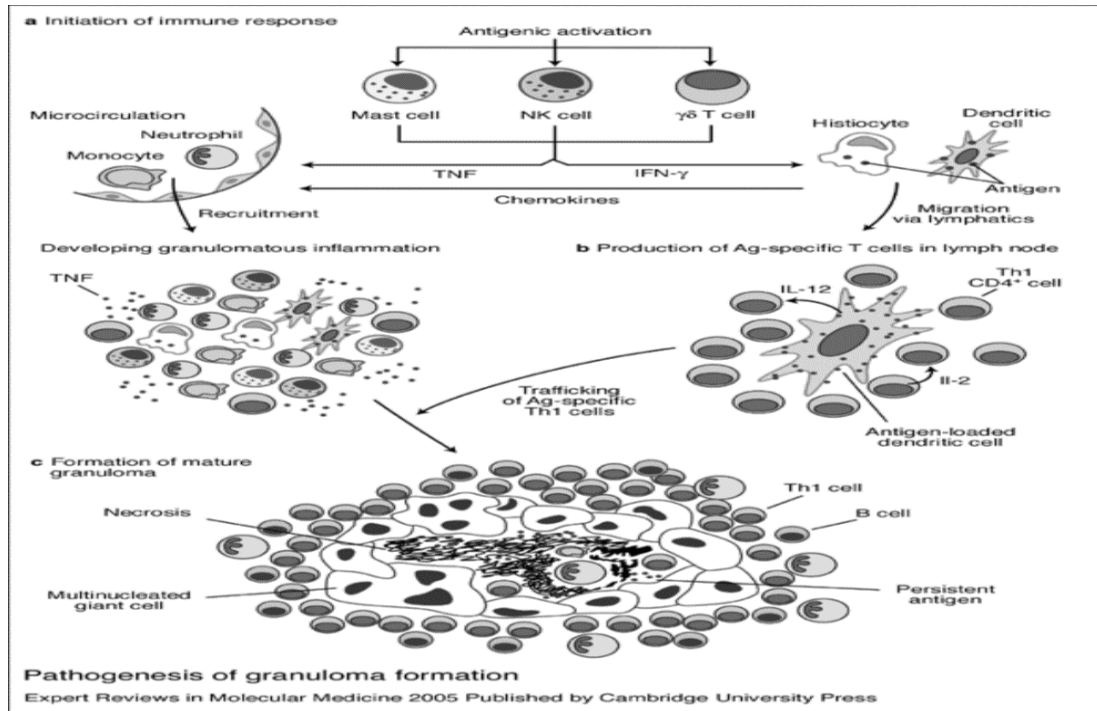 a Initiation of immune response
Antigenic activation
Mast cell
NK cell
γδ T cell
Microcirculation
Neutrophil
Monocyte
Histiocyte
Dendritic
cell
Antigen
TNF
IFN-γ
Chemokines
Recruitment
Migration
via lymphatics
Developing granulomatous inflammation
TNF
b Production of Ag-specific T cells in lymph node
IL-12
Th1
CD4⁺ cell
Il-2
Antigen-loaded
dendritic cell
Trafficking
of Ag-specific
Th1 cells
c Formation of mature
granuloma
Necrosis
Multinucleated
giant cell
Th1 cell
B cell
Persistent
antigen
Pathogenesis of granuloma formation
Expert Reviews in Molecular Medicine 2005 Published by Cambridge University Press